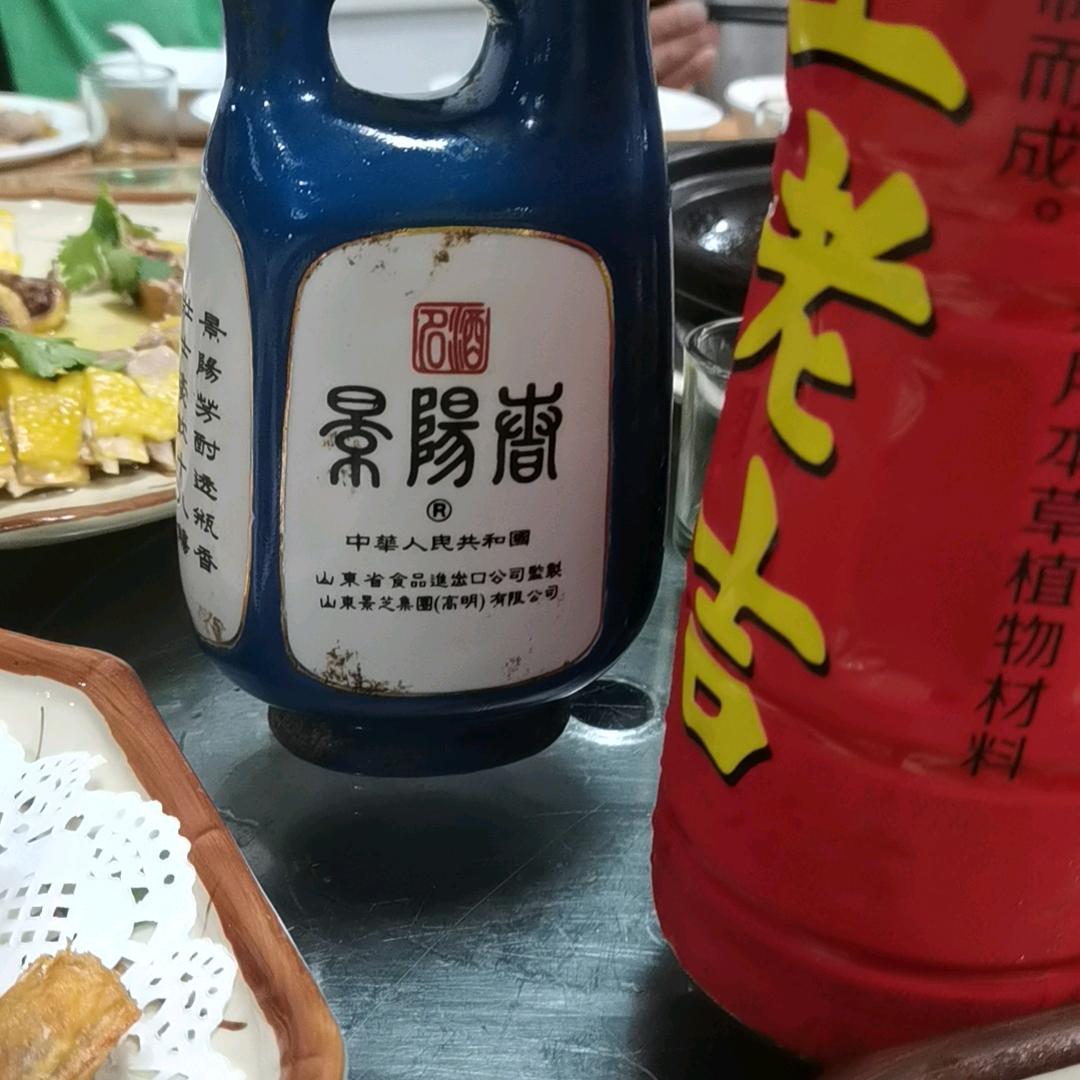 名酒
景陽春
®
中華人民共和國
山東省食品進出口公司監製
山東景芝集團(高明)有限公司
景陽芳酎透瓶香
老吉
而成。
本草植物材料